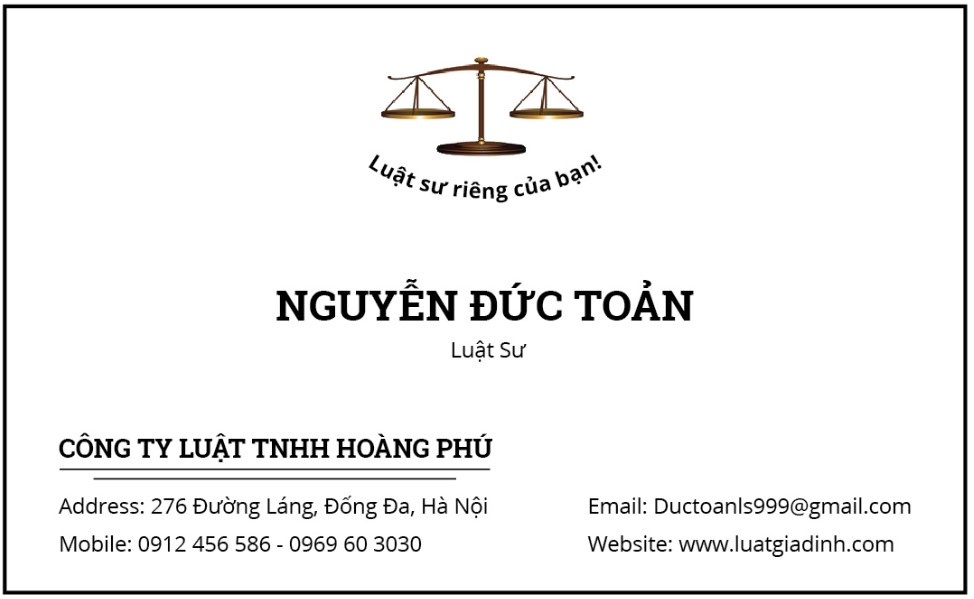 Luật sư riêng của bạn!
NGUYỄN ĐỨC TOẢN
Luật Sư
CÔNG TY LUẬT TNHH HOÀNG PHÚ
Address: 276 Đường Láng, Đống Đa, Hà Nội
Mobile: 0912 456 586 - 0969 60 3030
Email: Ductoanls999@gmail.com
Website: www.luatgiadinh.com